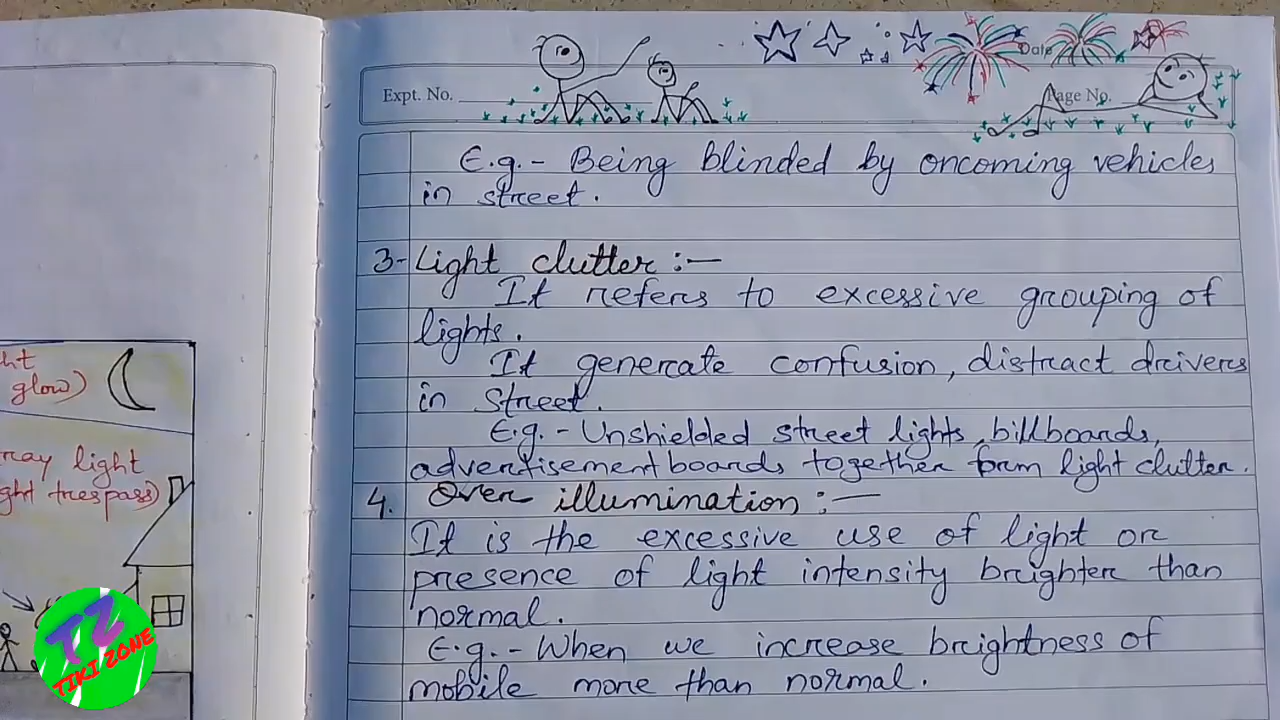 ht
glow)
ray light
ght trespass)
TZ
TIKI ZONE
Date
Expt. No.
Page No.
E.g.- Being blinded by oncoming vehicles
in street.
3- Light clutter :-
It refers to excessive grouping of
lights.
It generate confusion, distract drivers
in street.
E.g.- Unshielded street lights, billboards,
advertisement boards together form light clutter.
4. Over illumination :-
It is the excessive use of light or
presence of light intensity brighter than
normal.
E.g.- When we increase brightness of
mobile more than normal.